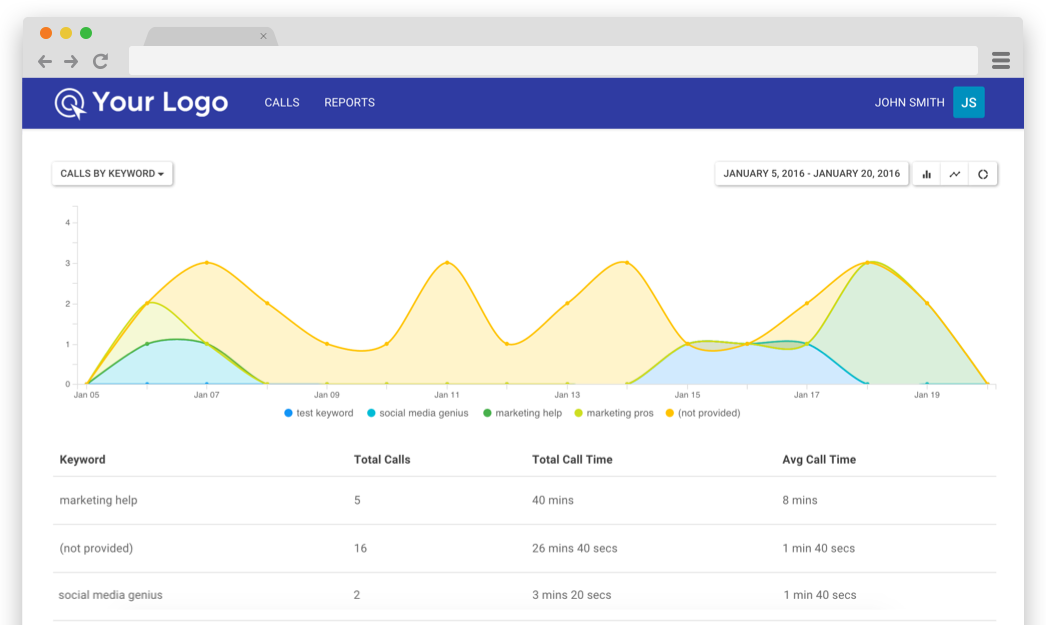 Your Logo CALLS REPORTS JOHN SMITH JS
CALLS BY KEYWORD JANUARY 5, 2016 - JANUARY 20, 2016
4
3
2
1
0
Jan 05 Jan 07 Jan 09 Jan 11 Jan 13 Jan 15 Jan 17 Jan 19
test keyword social media genius marketing help marketing pros (not provided)
Keyword Total Calls Total Call Time Avg Call Time
marketing help 5 40 mins 8 mins
(not provided) 16 26 mins 40 secs 1 min 40 secs
social media genius 2 3 mins 20 secs 1 min 40 secs